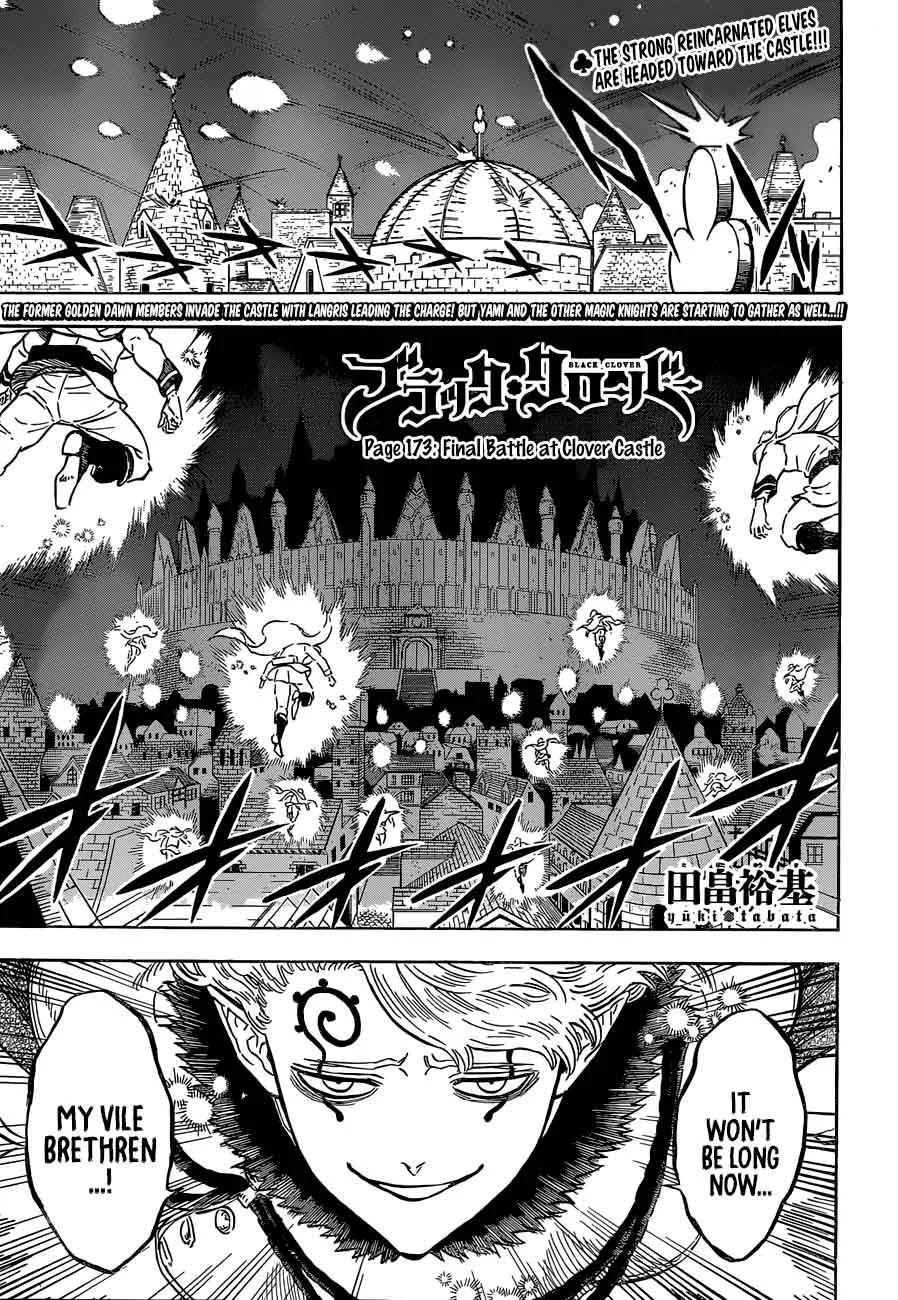 ♣THE STRONG REINCARNATED ELVES
ARE HEADED TOWARD THE CASTLE!!!
THE FORMER GOLDEN DAWN MEMBERS INVADE THE CASTLE WITH LANGRIS LEADING THE CHARGE! BUT YAMI AND THE OTHER MAGIC KNIGHTS ARE STARTING TO GATHER AS WELL...!!
BLACK CLOVER
ブラック・クローバー
Page 173: Final Battle at Clover Castle
田畠裕基
yūki tabata
IT
WON'T
BE LONG
NOW...
MY VILE
BRETHREN
...!